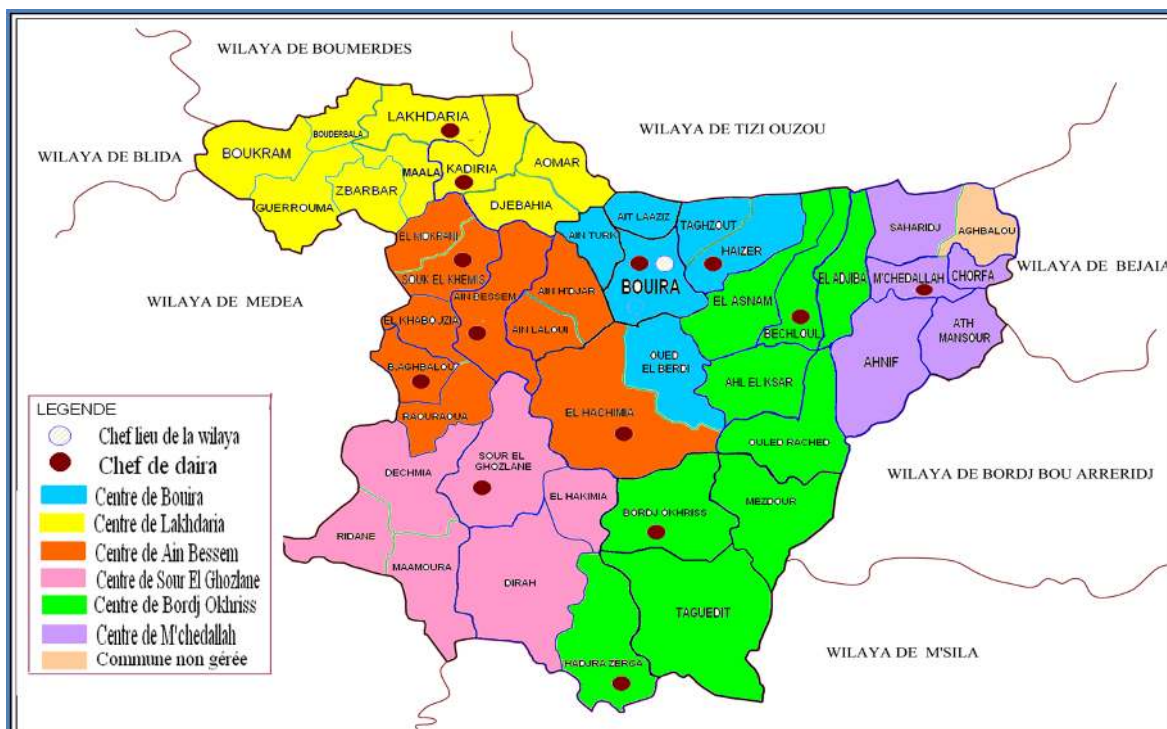 WILAYA DE BOUMERDES
WILAYA DE TIZI OUZOU
WILAYA DE BLIDA
WILAYA DE MEDEA
WILAYA DE BEJAIA
WILAYA DE BORDJ BOU ARRERIDJ
WILAYA DE M'SILA
LAKHDARIA
BOUDERBALA
BOUKRAM
ZBARBAR
MAALA
KADIRIA
AOMAR
GUERROUMA
DJEBAHIA
AIT LAAZIZ
TAGHZOUT
AIN TURK
HAIZER
BOUIRA
SAHARIDJ
AGHBALOU
M'CHEDALLAH
CHORFA
EL MOKRANI
SOUK EL KHEMIS
AIN BESSEM
AIN H'DJAR
EL KHABOUZIA
AIN LALOUI
B.AGHBALOU
RAOURAOUA
EL ASNAM
EL ADJIBA
BECHLOUL
ATH
MANSOUR
AHNIF
OUED
EL BERDI
AHL EL KSAR
EL HACHIMIA
OULED RACHED
DECHMIA
SOUR EL
GHOZLANE
EL HAKIMIA
BORDJ OKHRISS
MEZDOUR
RIDANE
MAAMOURA
DIRAH
TAGUEDIT
HADJRA ZERGA
LEGENDE
Chef lieu de la wilaya
Chef de daira
Centre de Bouira
Centre de Lakhdaria
Centre de Ain Bessem
Centre de Sour El Ghozlane
Centre de Bordj Okhriss
Centre de M'chedallah
Commune non gérée